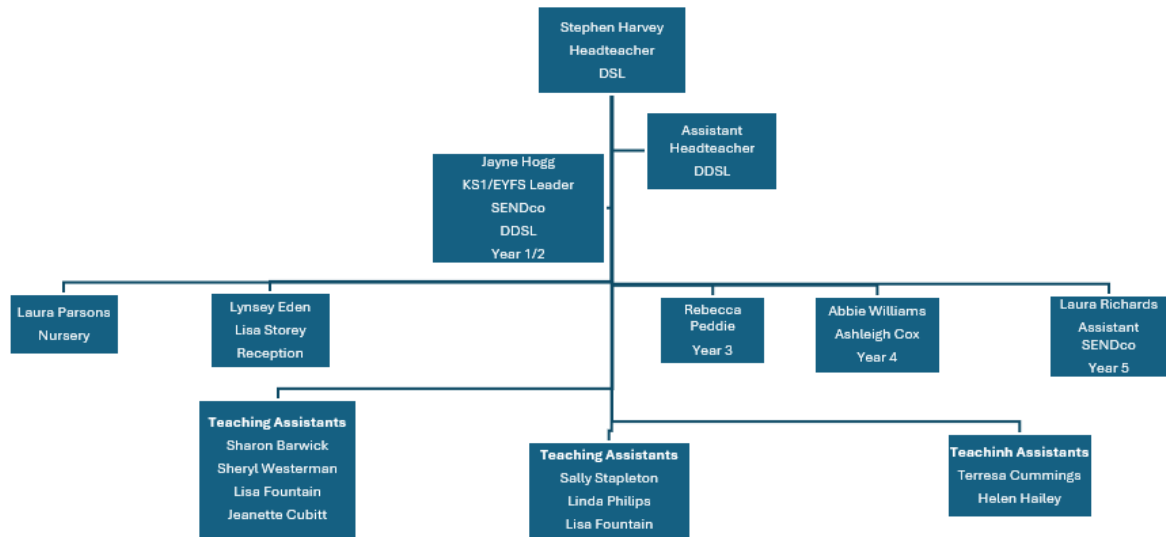 Stephen Harvey
Headteacher
DSL
Assistant
Headteacher
DDSL
Jayne Hogg
KS1/EYFS Leader
SENDco
DDSL
Year 1/2
Laura Parsons
Nursery
Lynsey Eden
Lisa Storey
Reception
Rebecca
Peddie
Year 3
Abbie Williams
Ashleigh Cox
Year 4
Laura Richards
Assistant
SENDco
Year 5
Teaching Assistants
Sharon Barwick
Sheryl Westerman
Lisa Fountain
Jeanette Cubitt
Teaching Assistants
Sally Stapleton
Linda Philips
Lisa Fountain
Teachinh Assistants
Terresa Cummings
Helen Hailey